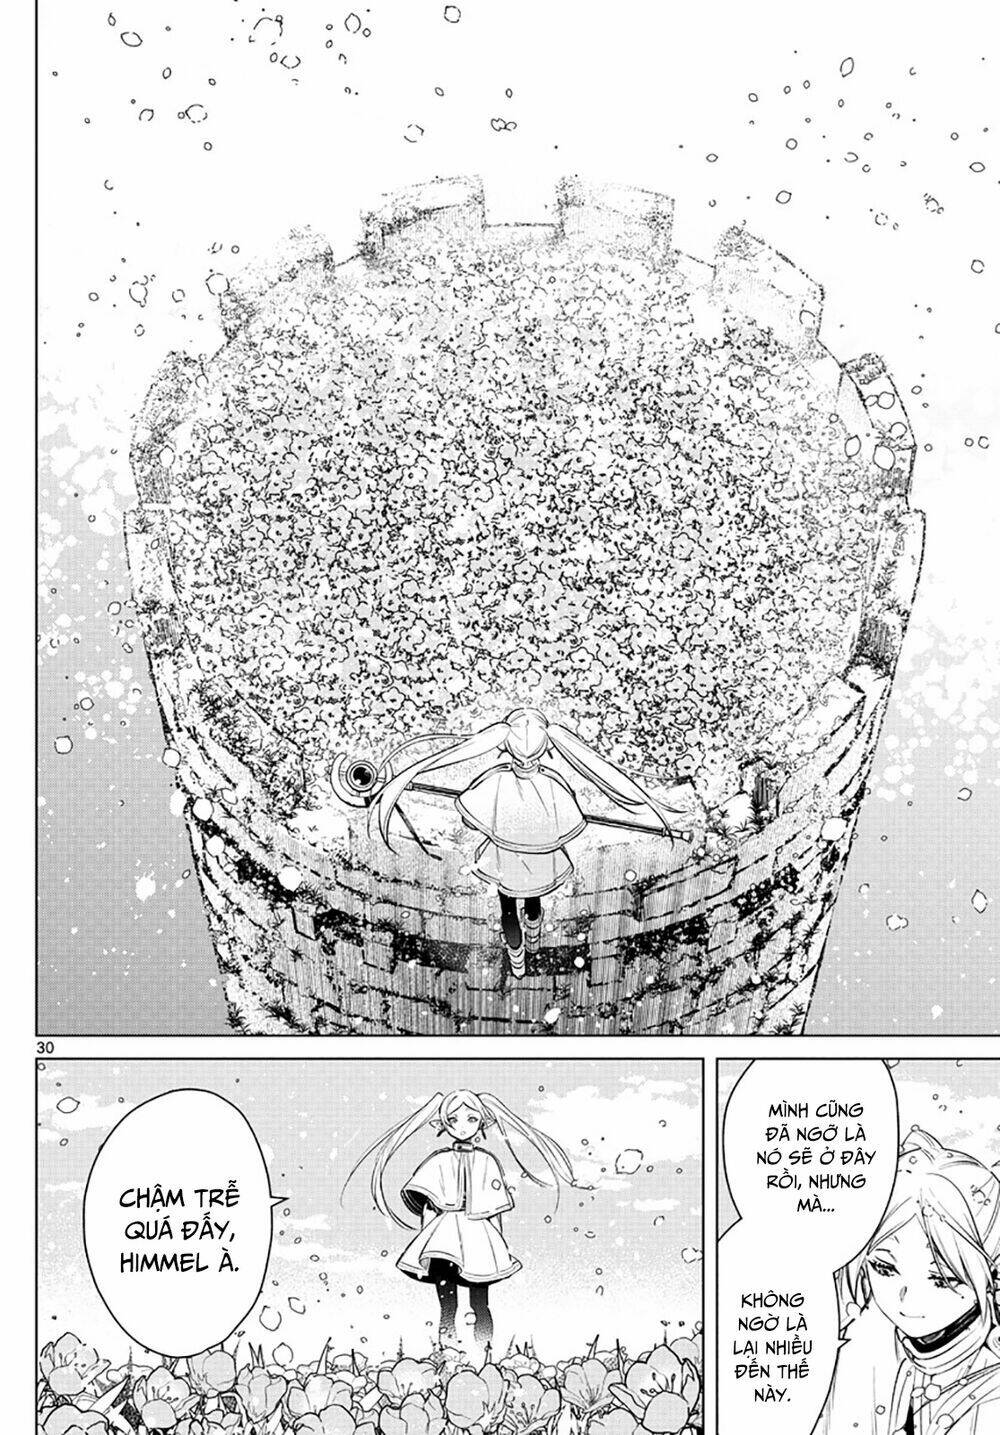 30
MÌNH CŨNG
ĐÃ NGỠ LÀ
NÓ SẼ Ở ĐÂY
RỒI, NHƯNG
MÀ...
KHÔNG
NGỜ LÀ
LẠI NHIỀU
ĐẾN THẾ
NÀY.
CHẬM TRỄ
QUÁ ĐẤY,
HIMMEL À.